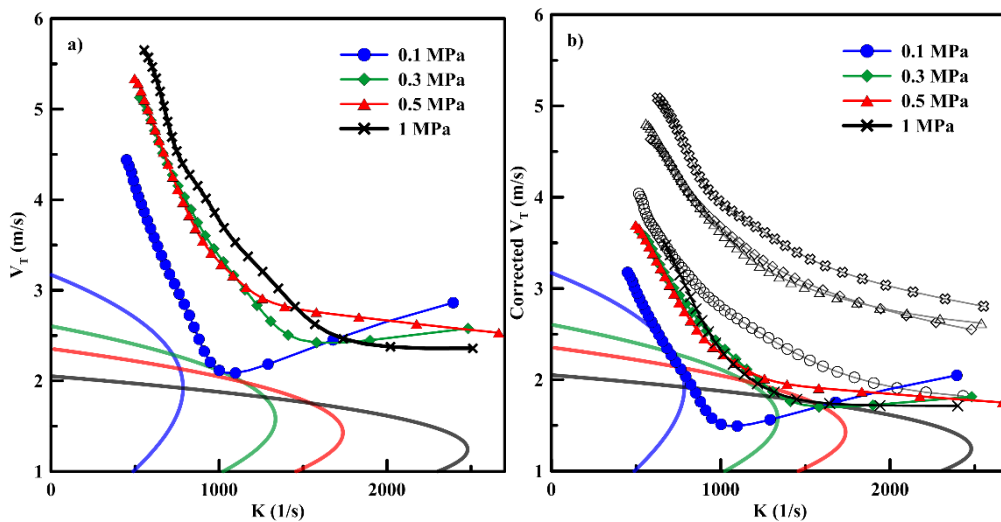 a)
0.1 MPa
0.3 MPa
0.5 MPa
1 MPa
V_T (m/s)
6
5
4
3
2
1
0
1000
2000
K (1/s)
b)
0.1 MPa
0.3 MPa
0.5 MPa
1 MPa
Corrected V_T (m/s)
6
5
4
3
2
1
0
1000
2000
K (1/s)